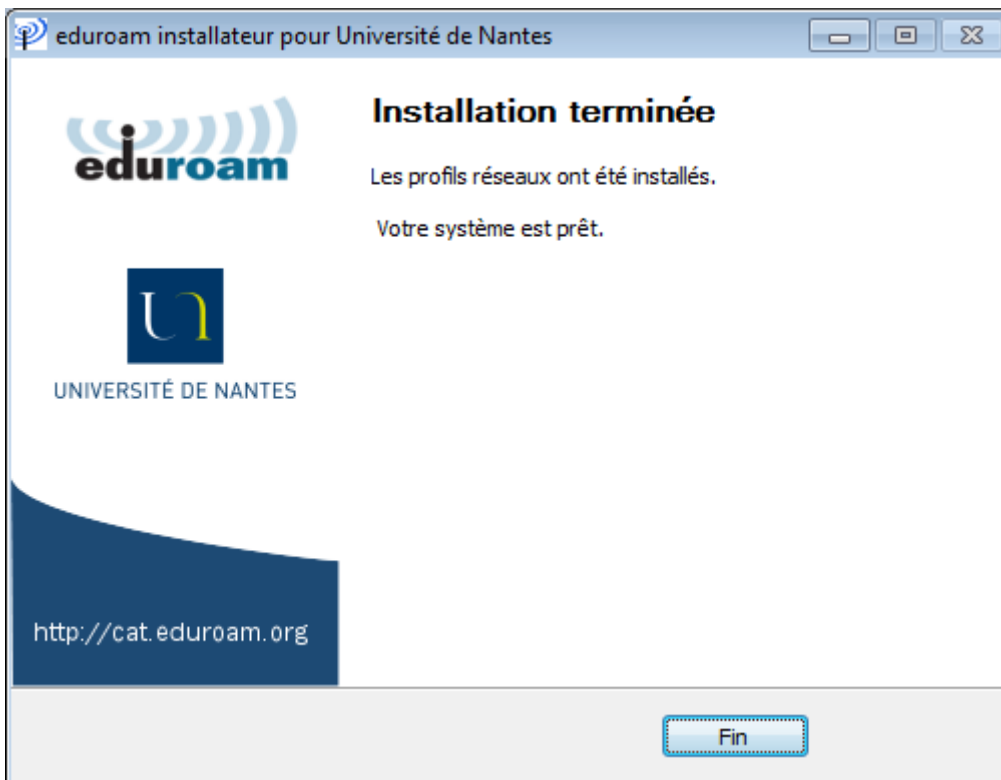 eduroam installateur pour Université de Nantes
eduroam
Installation terminée
Les profils réseaux ont été installés.
Votre système est prêt.
UNIVERSITÉ DE NANTES
http://cat.eduroam.org
Fin